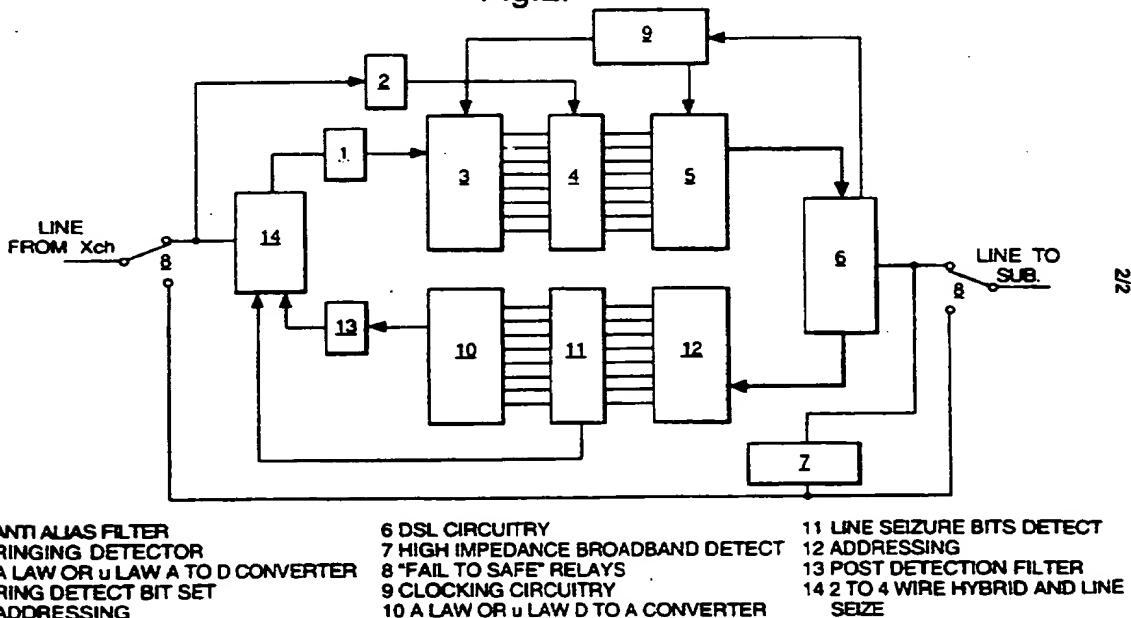 9
2
1
3
4
5
LINE
FROM Xch
8
14
6
LINE TO
SUB.
8
2/2
13
10
11
12
7
ANTI ALIAS FILTER
RINGING DETECTOR
A LAW OR u LAW A TO D CONVERTER
RING DETECT BIT SET
ADDRESSING
6 DSL CIRCUITRY
7 HIGH IMPEDANCE BROADBAND DETECT
8 "FAIL TO SAFE" RELAYS
9 CLOCKING CIRCUITRY
10 A LAW OR u LAW D TO A CONVERTER
11 LINE SEIZURE BITS DETECT
12 ADDRESSING
13 POST DETECTION FILTER
14 2 TO 4 WIRE HYBRID AND LINE
SEIZE